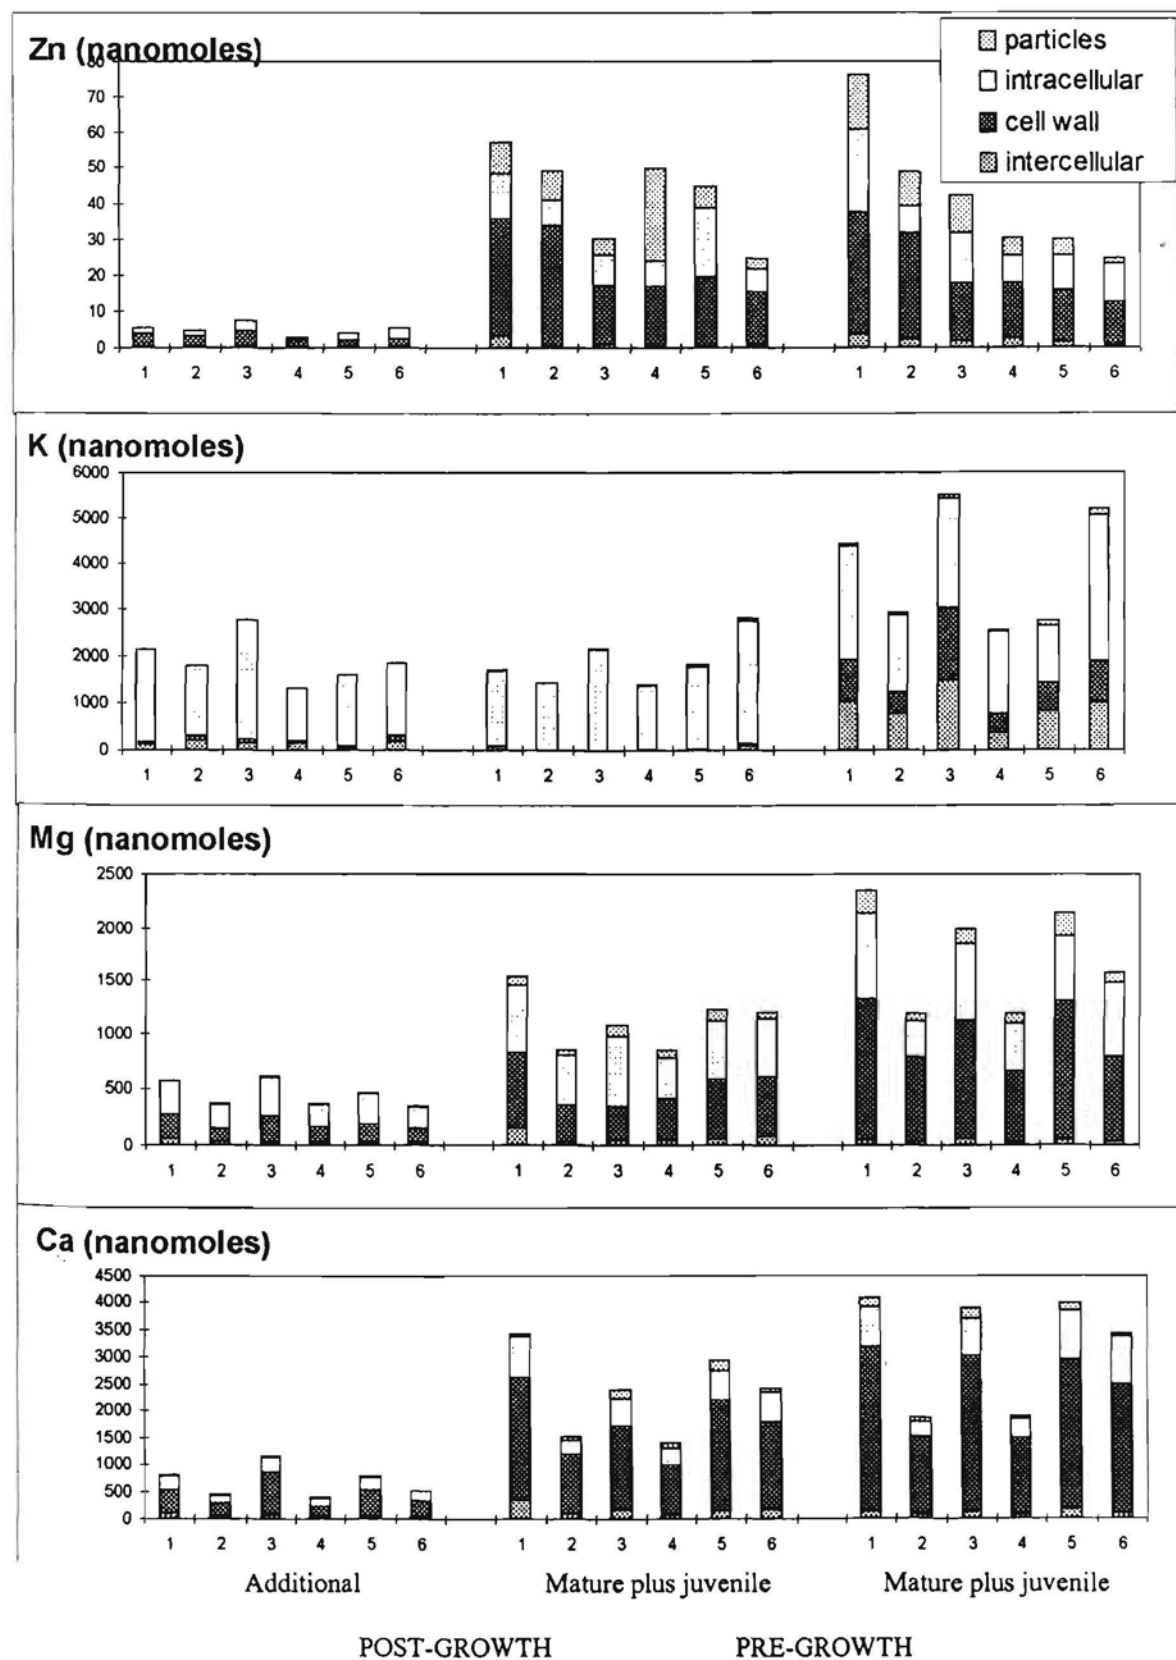 Zn (nanomoles)
particles
intracellular
cell wall
intercellular
80
70
60
50
40
30
20
10
0
1 2 3 4 5 6 1 2 3 4 5 6 1 2 3 4 5 6
K (nanomoles)
6000
5000
4000
3000
2000
1000
0
1 2 3 4 5 6 1 2 3 4 5 6 1 2 3 4 5 6
Mg (nanomoles)
2500
2000
1500
1000
500
0
1 2 3 4 5 6 1 2 3 4 5 6 1 2 3 4 5 6
Ca (nanomoles)
4500
4000
3500
3000
2500
2000
1500
1000
500
0
1 2 3 4 5 6 1 2 3 4 5 6 1 2 3 4 5 6
Additional Mature plus juvenile Mature plus juvenile
POST-GROWTH PRE-GROWTH